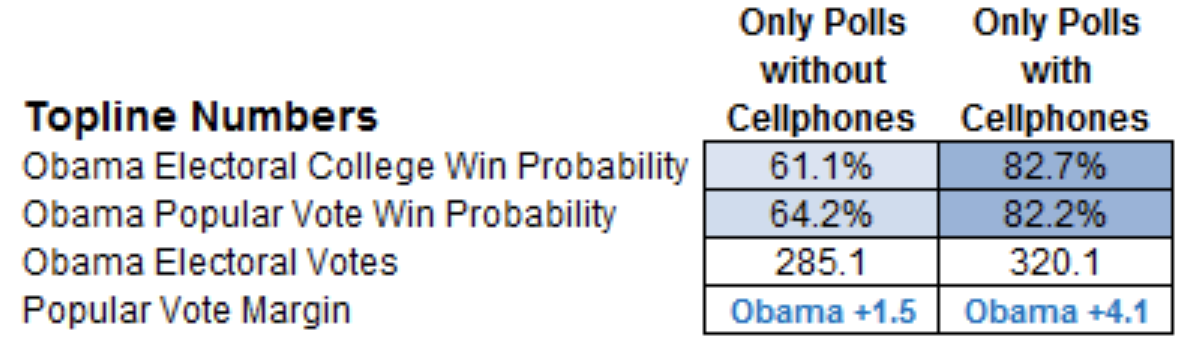 Only Polls Only Polls
without with
Topline Numbers Cellphones Cellphones
Obama Electoral College Win Probability 61.1% 82.7%
Obama Popular Vote Win Probability 64.2% 82.2%
Obama Electoral Votes 285.1 320.1
Popular Vote Margin Obama +1.5 Obama +4.1